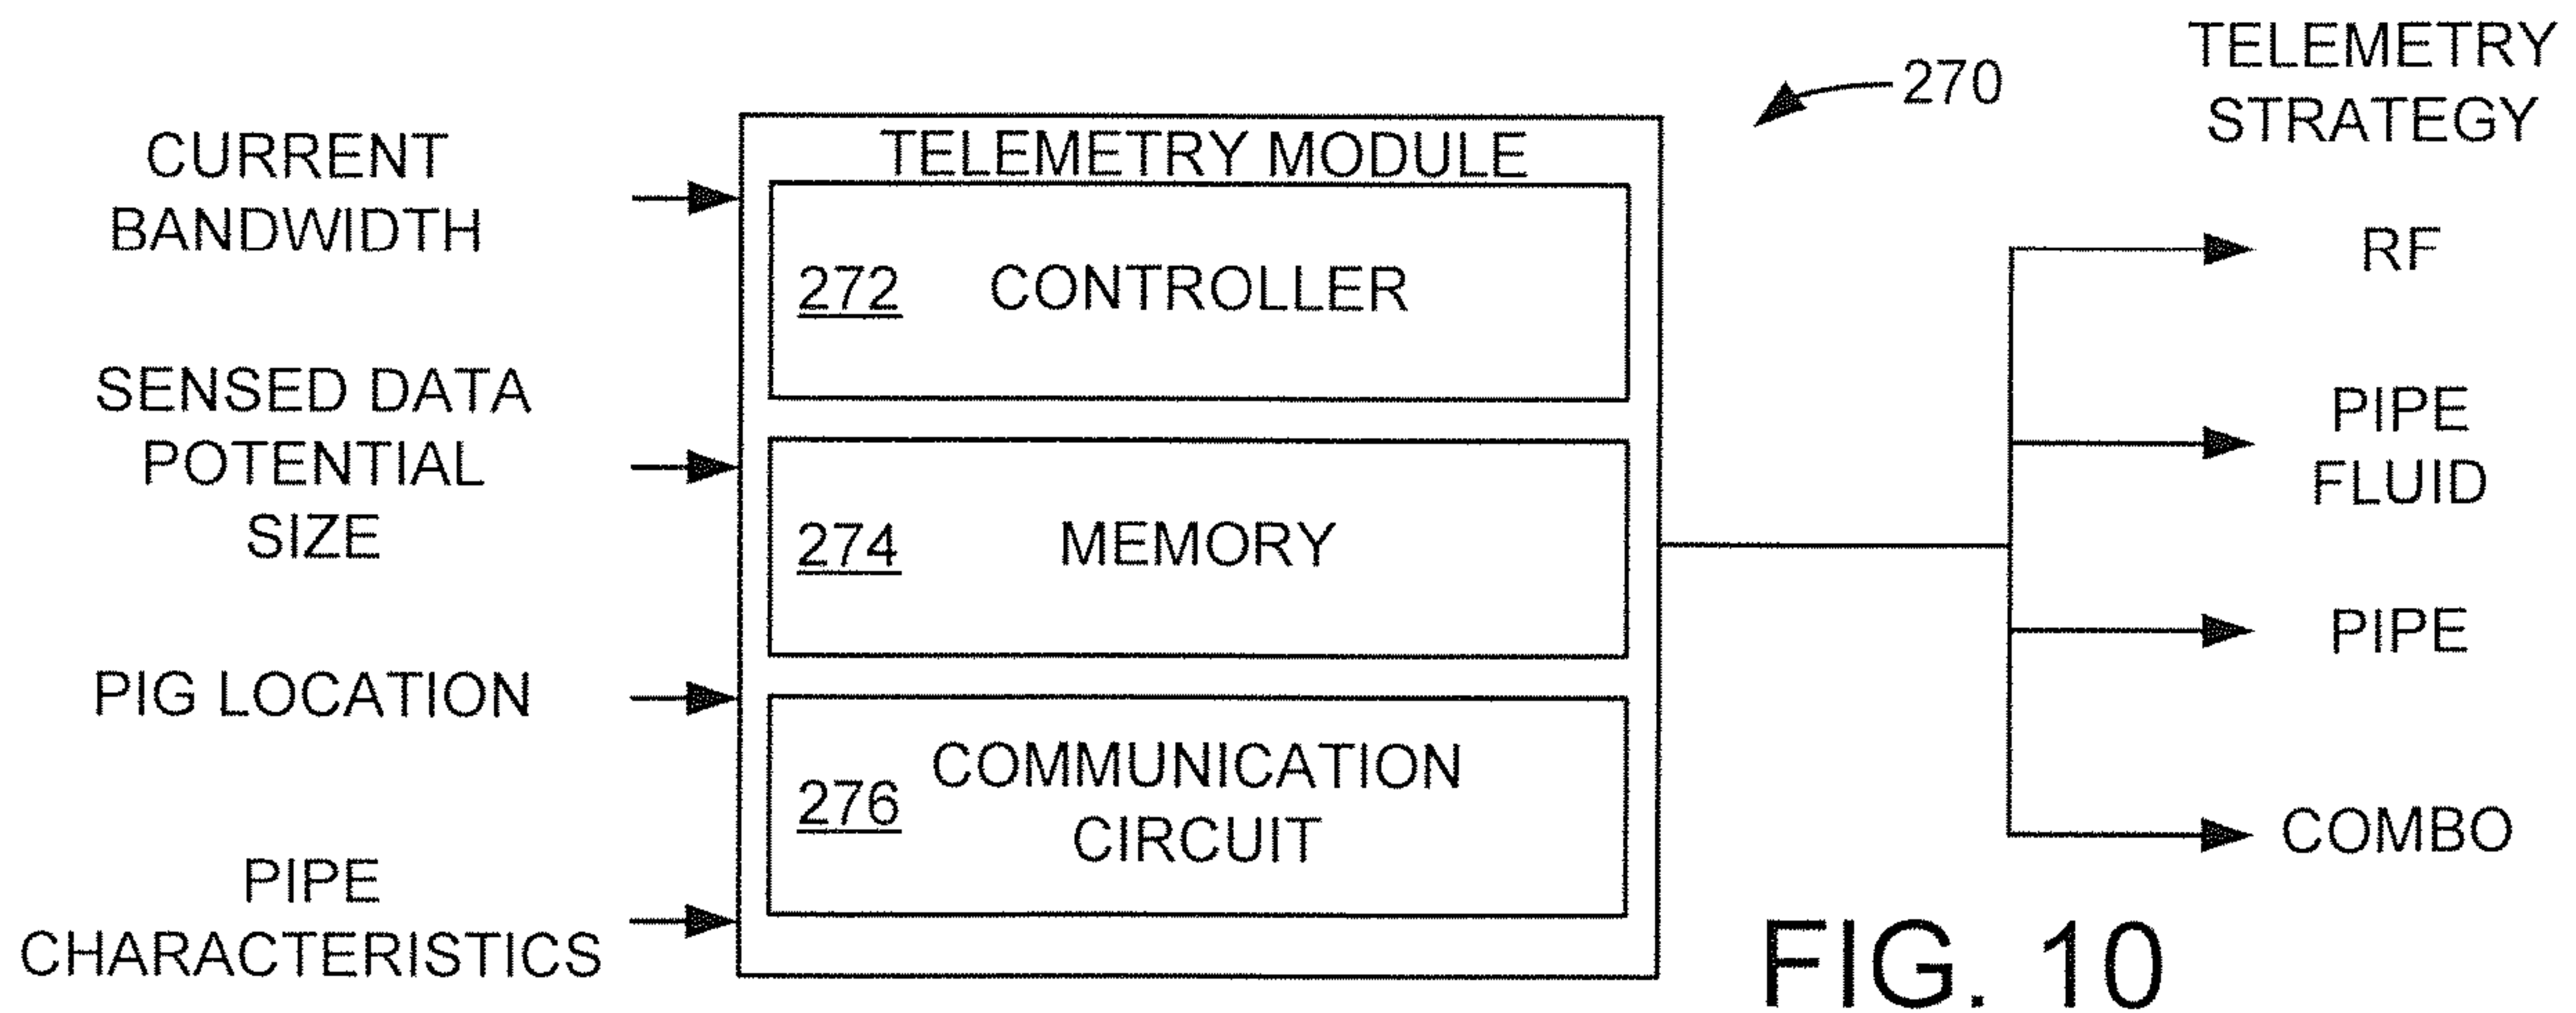 CURRENT
BANDWIDTH
SENSED DATA
POTENTIAL
SIZE
PIG LOCATION
PIPE
CHARACTERISTICS
TELEMETRY MODULE
272 CONTROLLER
274 MEMORY
276 COMMUNICATION
CIRCUIT
270
TELEMETRY
STRATEGY
RF
PIPE
FLUID
PIPE
COMBO
FIG. 10